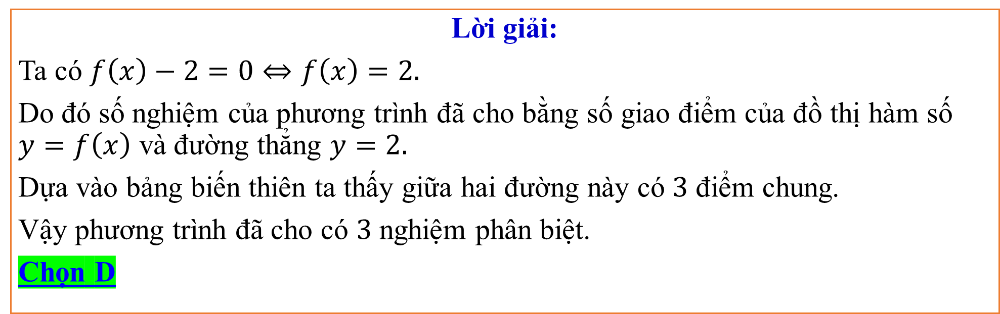 Lời giải:
Ta có f(x) − 2 = 0 ⇔ f(x) = 2.
Do đó số nghiệm của phương trình đã cho bằng số giao điểm của đồ thị hàm số
y = f(x) và đường thẳng y = 2.
Dựa vào bảng biến thiên ta thấy giữa hai đường này có 3 điểm chung.
Vậy phương trình đã cho có 3 nghiệm phân biệt.
Chọn D